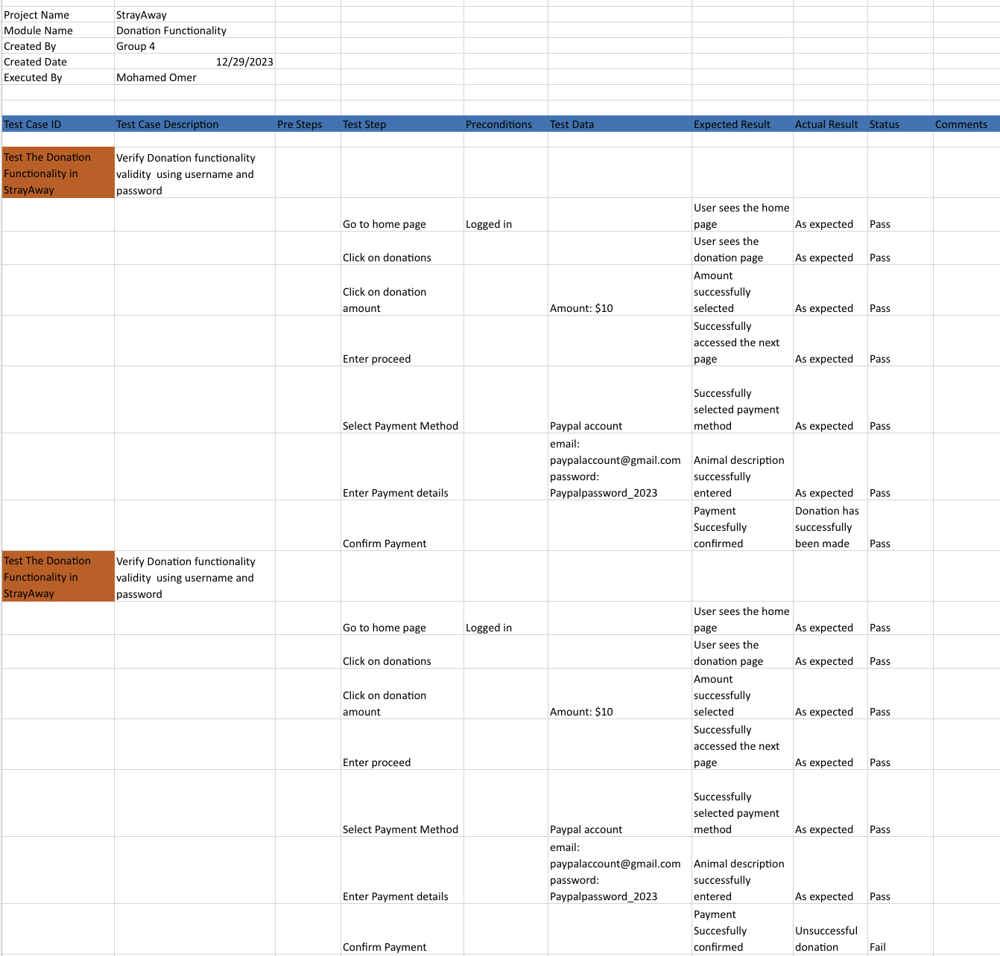 Project Name StrayAway
Module Name Donation Functionality
Created By Group 4
Created Date 12/29/2023
Executed By Mohamed Omer
Test Case ID Test Case Description Pre Steps Test Step Preconditions Test Data Expected Result Actual Result Status Comments
Test The Donation
Functionality in
StrayAway
Verify Donation functionality
validity  using username and
password
Go to home page
Logged in
User sees the home
page
As expected
Pass
Click on donations
User sees the
donation page
As expected
Pass
Click on donation
amount
Amount: $10
Amount
successfully
selected
As expected
Pass
Enter proceed
Successfully
accessed the next
page
As expected
Pass
Select Payment Method
Paypal account
Successfully
selected payment
method
As expected
Pass
Enter Payment details
email:
paypalaccount@gmail.com
password:
Paypalpassword_2023
Animal description
successfully
entered
As expected
Pass
Confirm Payment
Payment
Succesfully
confirmed
Donation has
successfully
been made
Pass
Test The Donation
Functionality in
StrayAway
Verify Donation functionality
validity  using username and
password
Go to home page
Logged in
User sees the home
page
As expected
Pass
Click on donations
User sees the
donation page
As expected
Pass
Click on donation
amount
Amount: $10
Amount
successfully
selected
As expected
Pass
Enter proceed
Successfully
accessed the next
page
As expected
Pass
Select Payment Method
Paypal account
Successfully
selected payment
method
As expected
Pass
Enter Payment details
email:
paypalaccount@gmail.com
password:
Paypalpassword_2023
Animal description
successfully
entered
As expected
Pass
Confirm Payment
Payment
Succesfully
confirmed
Unsuccessful
donation
Fail